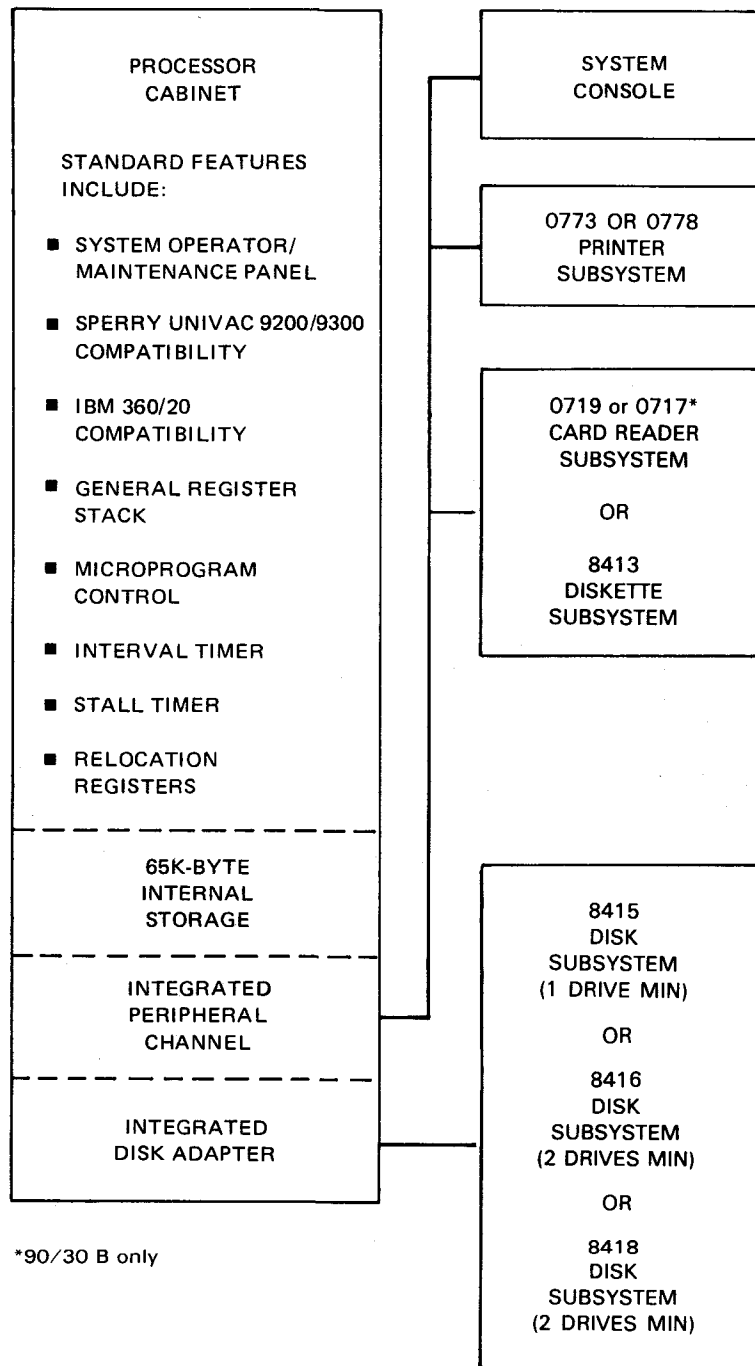 PROCESSOR
CABINET
STANDARD FEATURES
INCLUDE:
■ SYSTEM OPERATOR/
MAINTENANCE PANEL
■ SPERRY UNIVAC 9200/9300
COMPATIBILITY
■ IBM 360/20
COMPATIBILITY
■ GENERAL REGISTER
STACK
■ MICROPROGRAM
CONTROL
■ INTERVAL TIMER
■ STALL TIMER
■ RELOCATION
REGISTERS
65K-BYTE
INTERNAL
STORAGE
INTEGRATED
PERIPHERAL
CHANNEL
INTEGRATED
DISK ADAPTER
*90/30 B only
SYSTEM
CONSOLE
0773 OR 0778
PRINTER
SUBSYSTEM
0719 or 0717*
CARD READER
SUBSYSTEM
OR
8413
DISKETTE
SUBSYSTEM
8415
DISK
SUBSYSTEM
(1 DRIVE MIN)
OR
8416
DISK
SUBSYSTEM
(2 DRIVES MIN)
OR
8418
DISK
SUBSYSTEM
(2 DRIVES MIN)